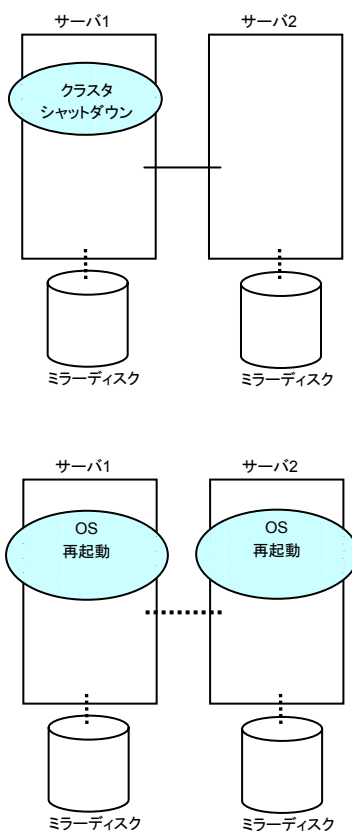 サーバ1
サーバ2
クラスタ
シャットダウン
ミラーディスク
ミラーディスク
サーバ1
サーバ2
OS
再起動
OS
再起動
ミラーディスク
ミラーディスク